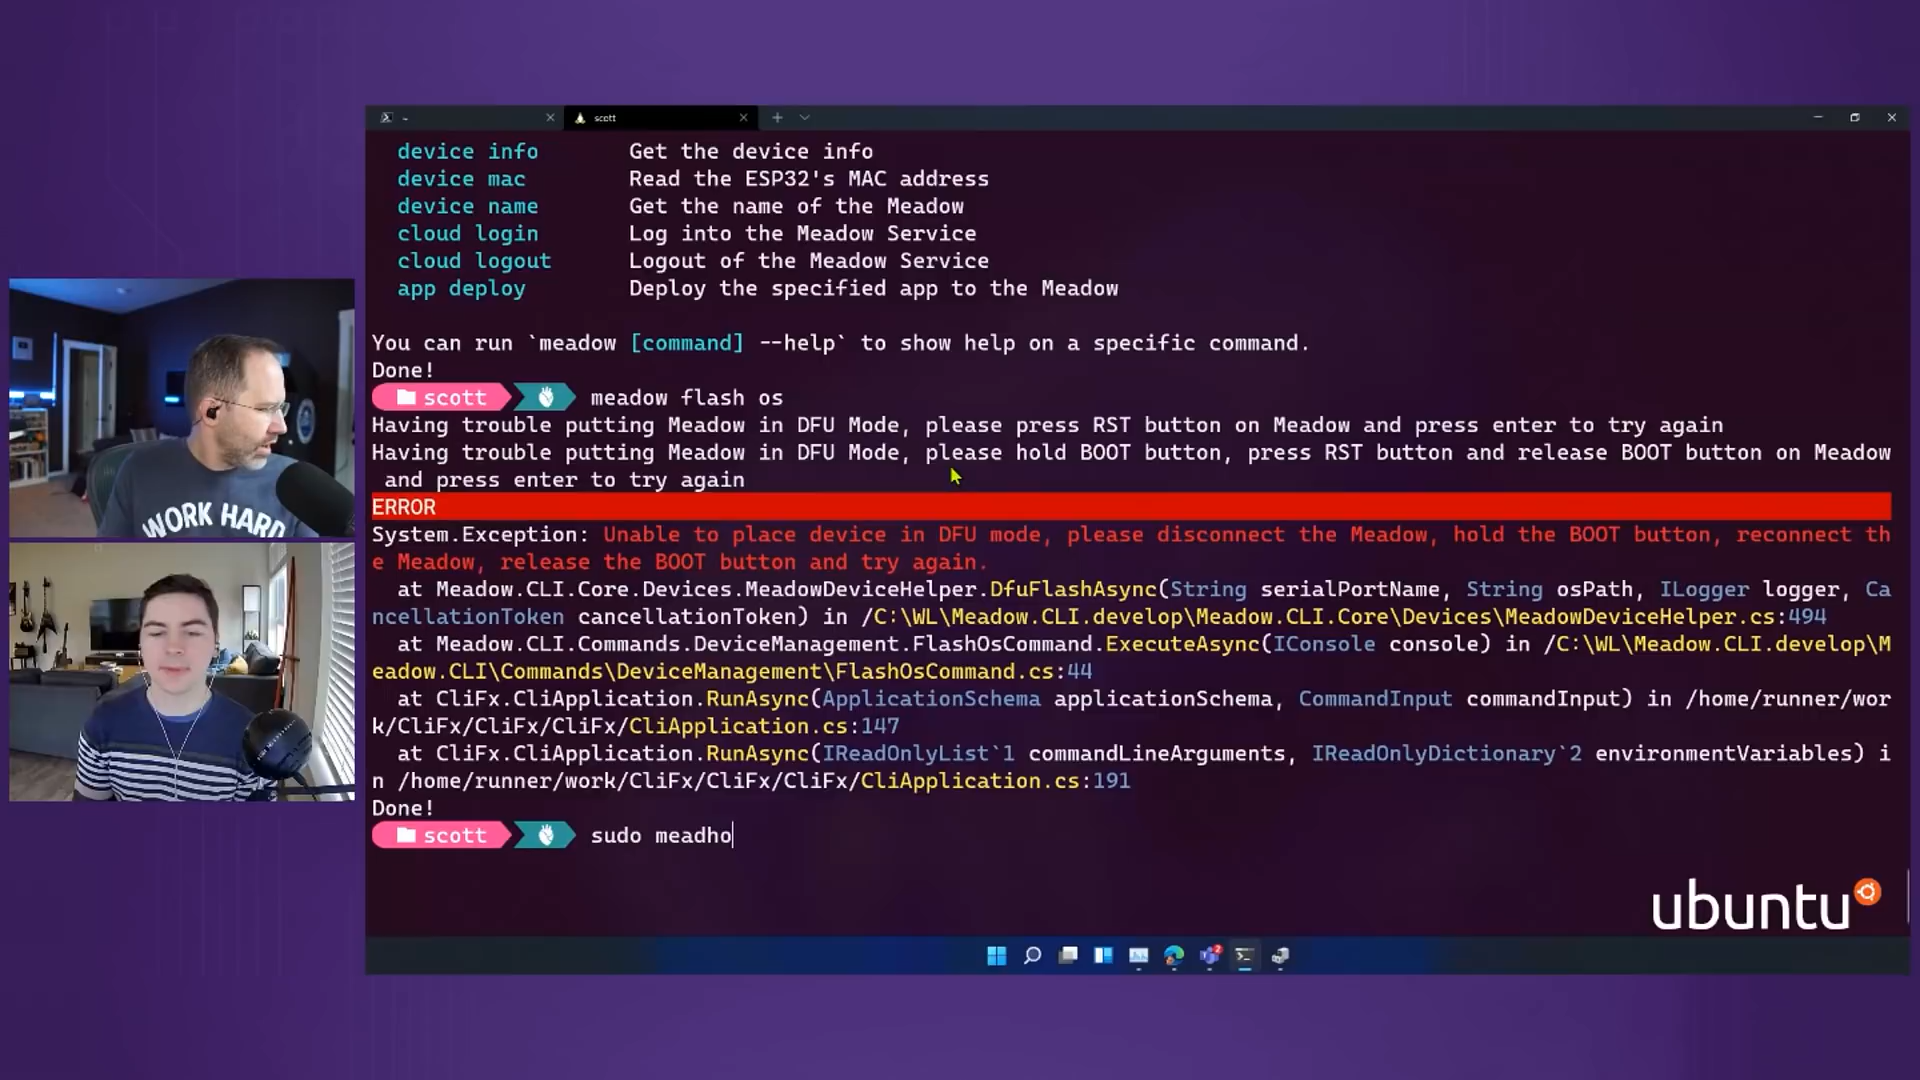 scott
device info Get the device info
device mac Read the ESP32's MAC address
device name Get the name of the Meadow
cloud login Log into the Meadow Service
cloud logout Logout of the Meadow Service
app deploy Deploy the specified app to the Meadow
You can run `meadow [command] --help` to show help on a specific command.
Done!
scott meadow flash os
Having trouble putting Meadow in DFU Mode, please press RST button on Meadow and press enter to try again
Having trouble putting Meadow in DFU Mode, please hold BOOT button, press RST button and release BOOT button on Meadow
and press enter to try again
ERROR
System.Exception: Unable to place device in DFU mode, please disconnect the Meadow, hold the BOOT button, reconnect th
e Meadow, release the BOOT button and try again.
at Meadow.CLI.Core.Devices.MeadowDeviceHelper.DfuFlashAsync(String serialPortName, String osPath, ILogger logger, Ca
ncellationToken cancellationToken) in /C:\WL\Meadow.CLI.develop\Meadow.CLI.Core\Devices\MeadowDeviceHelper.cs:494
at Meadow.CLI.Commands.DeviceManagement.FlashOsCommand.ExecuteAsync(IConsole console) in /C:\WL\Meadow.CLI.develop\M
eadow.CLI\Commands\DeviceManagement\FlashOsCommand.cs:44
at CliFx.CliApplication.RunAsync(ApplicationSchema applicationSchema, CommandInput commandInput) in /home/runner/wor
k/CliFx/CliFx/CliFx/CliApplication.cs:147
at CliFx.CliApplication.RunAsync(IReadOnlyList`1 commandLineArguments, IReadOnlyDictionary`2 environmentVariables) i
n /home/runner/work/CliFx/CliFx/CliFx/CliApplication.cs:191
Done!
scott sudo meadho
ubuntu
WORK HARD
2